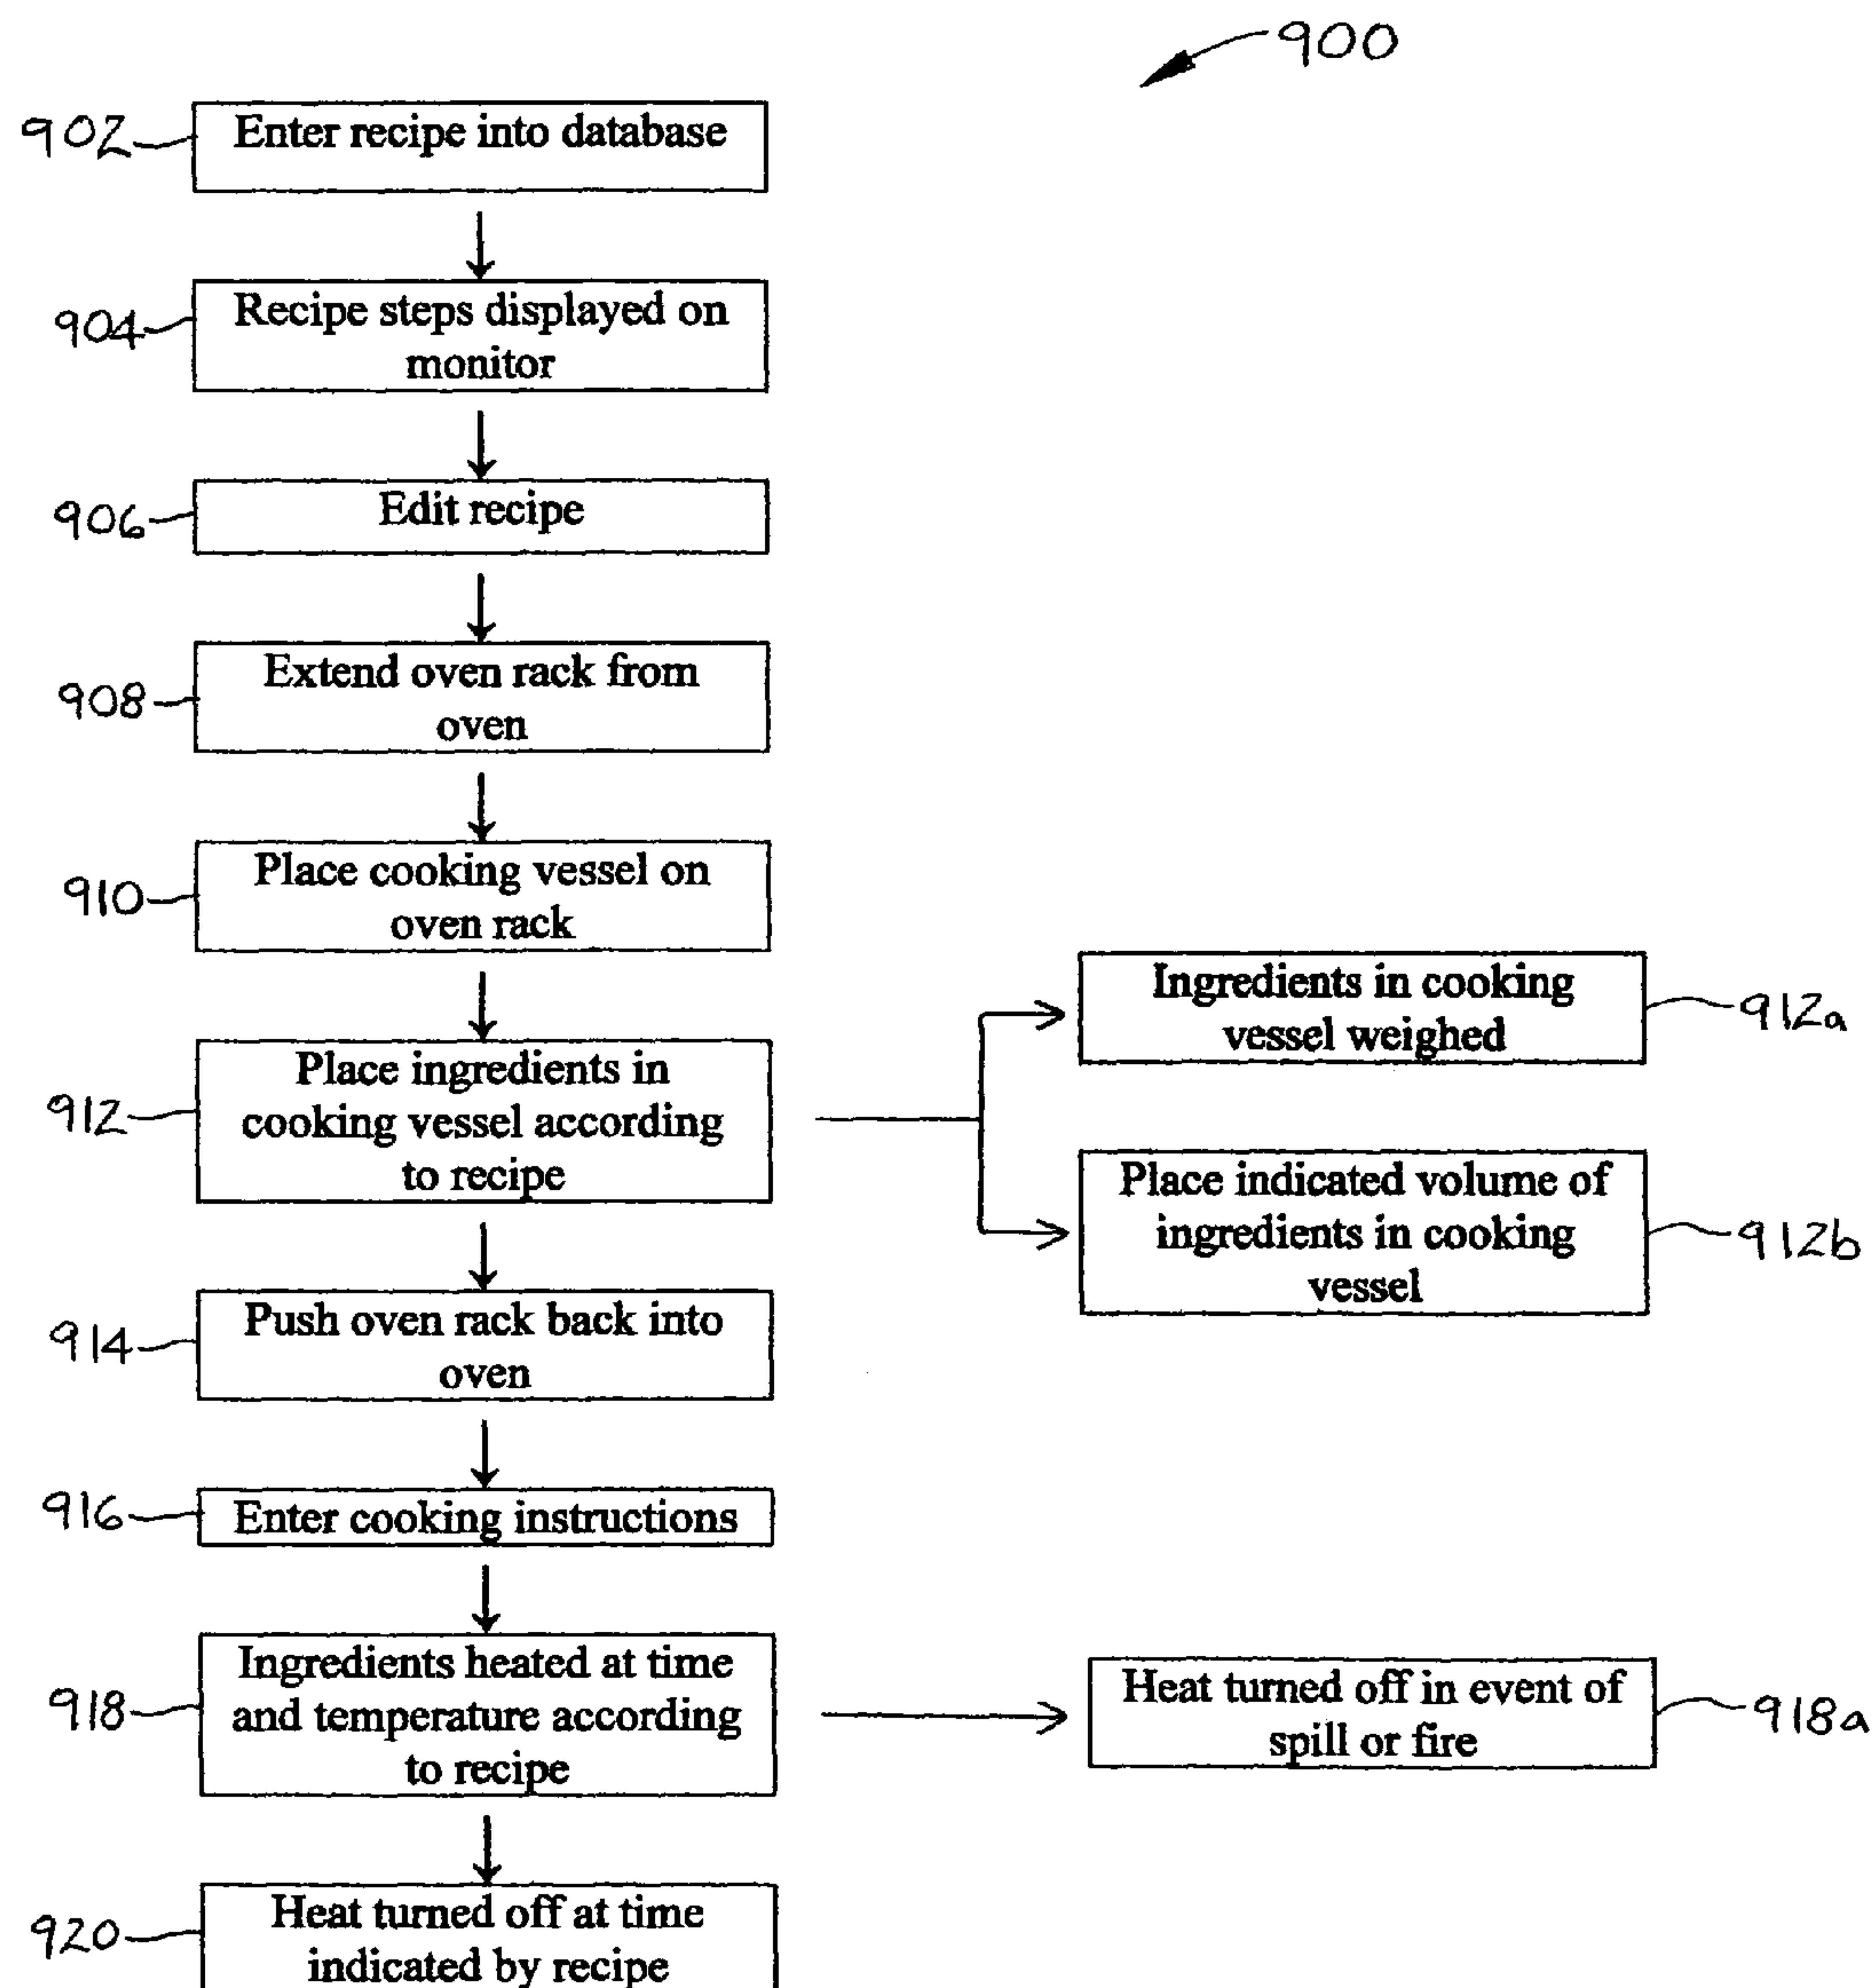 900
902
Enter recipe into database
904
Recipe steps displayed on
monitor
906
Edit recipe
908
Extend oven rack from
oven
910
Place cooking vessel on
oven rack
912
Place ingredients in
cooking vessel according
to recipe
Ingredients in cooking
vessel weighed
912a
Place indicated volume of
ingredients in cooking
vessel
912b
914
Push oven rack back into
oven
916
Enter cooking instructions
918
Ingredients heated at time
and temperature according
to recipe
Heat turned off in event of
spill or fire
918a
920
Heat turned off at time
indicated by recipe